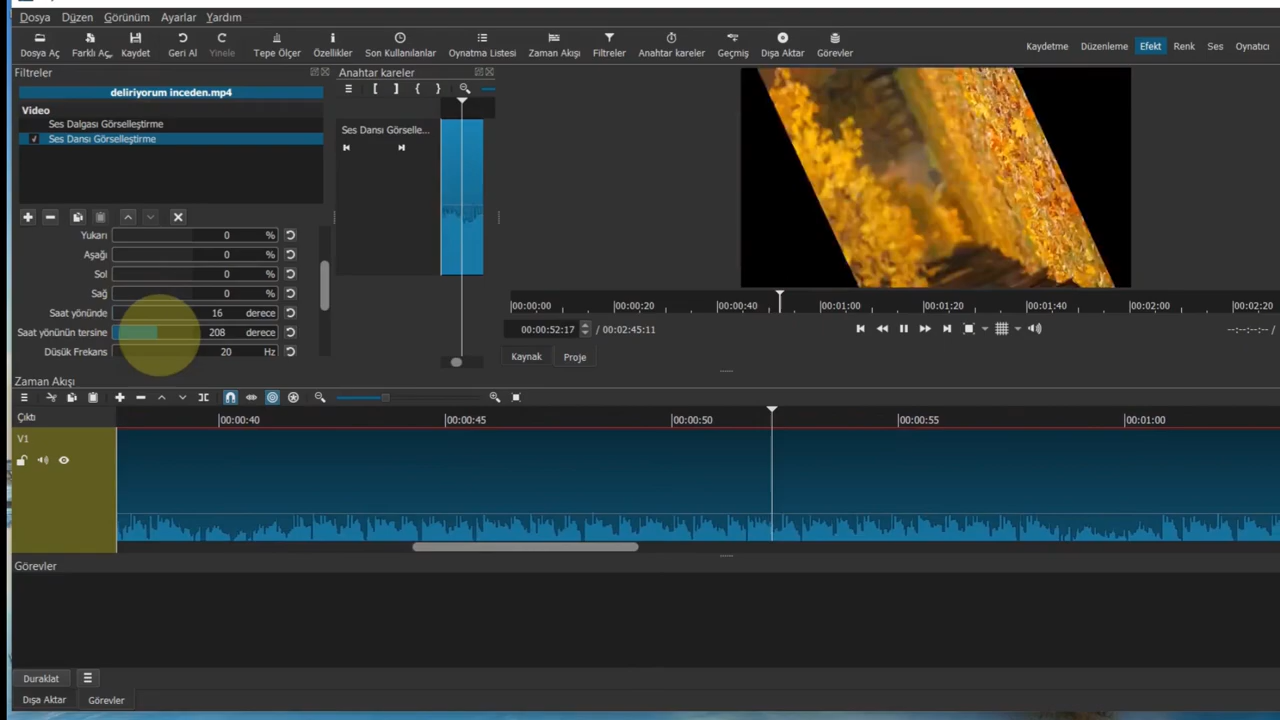 Dosya Düzen Görünüm Ayarlar Yardım
Dosya Aç Farklı Aç.. Kaydet Geri Al Yinele Tepe Ölçer Özellikler Son Kullanılanlar Oynatma Listesi Zaman Akışı Filtreler Anahtar kareler Geçmiş Dışa Aktar Görevler Kaydetme Düzenleme Efekt Renk Ses Oynatıcı
Filtreler
deliriyorum inceden.mp4
Video
Ses Dalgası Görselleştirme
Ses Dansı Görselleştirme
Yukarı 0 %
Aşağı 0 %
Sol 0 %
Sağ 0 %
Saat yönünde 16 derece
Saat yönünün tersine 208 derece
Düşük Frekans 20 Hz
Anahtar kareler
Ses Dansı Görselle...
00:00:00 00:00:20 00:00:40 00:01:00 00:01:20 00:01:40 00:02:00 00:02:20
00:00:52:17 / 00:02:45:11 --:--:--:-- /
Kaynak Proje
Zaman Akışı
Çıktı 00:00:40 00:00:45 00:00:50 00:00:55 00:01:00
V1
Görevler
Duraklat
Dışa Aktar Görevler